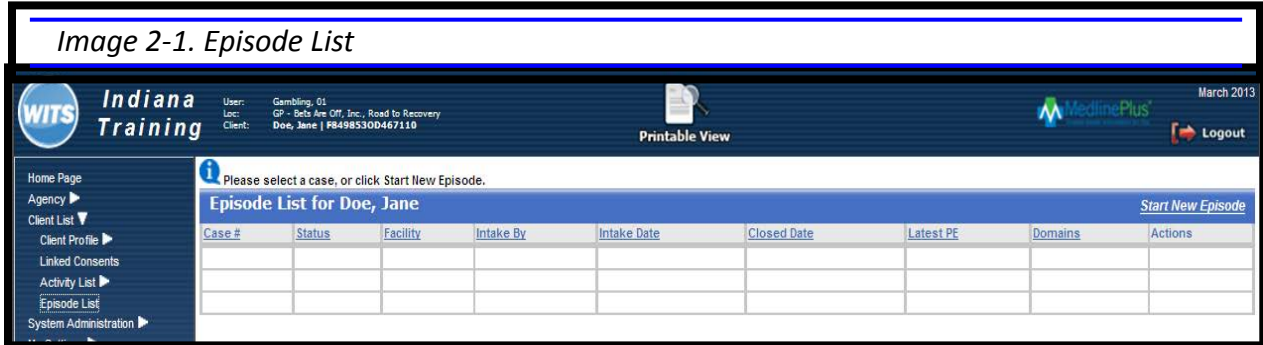 Image 2-1. Episode List
WITS
Indiana
Training
User: Gambling, 01
Loc: GP - Bets Are Off, Inc., Road to Recovery
Client: Doe, Jane | F8498530D467110
Printable View
MedlinePlus
March 2013
Logout
Home Page
Agency
Client List
Client Profile
Linked Consents
Activity List
Episode List
System Administration
Please select a case, or click Start New Episode.
Episode List for Doe, Jane Start New Episode
Case # Status Facility Intake By Intake Date Closed Date Latest PE Domains Actions